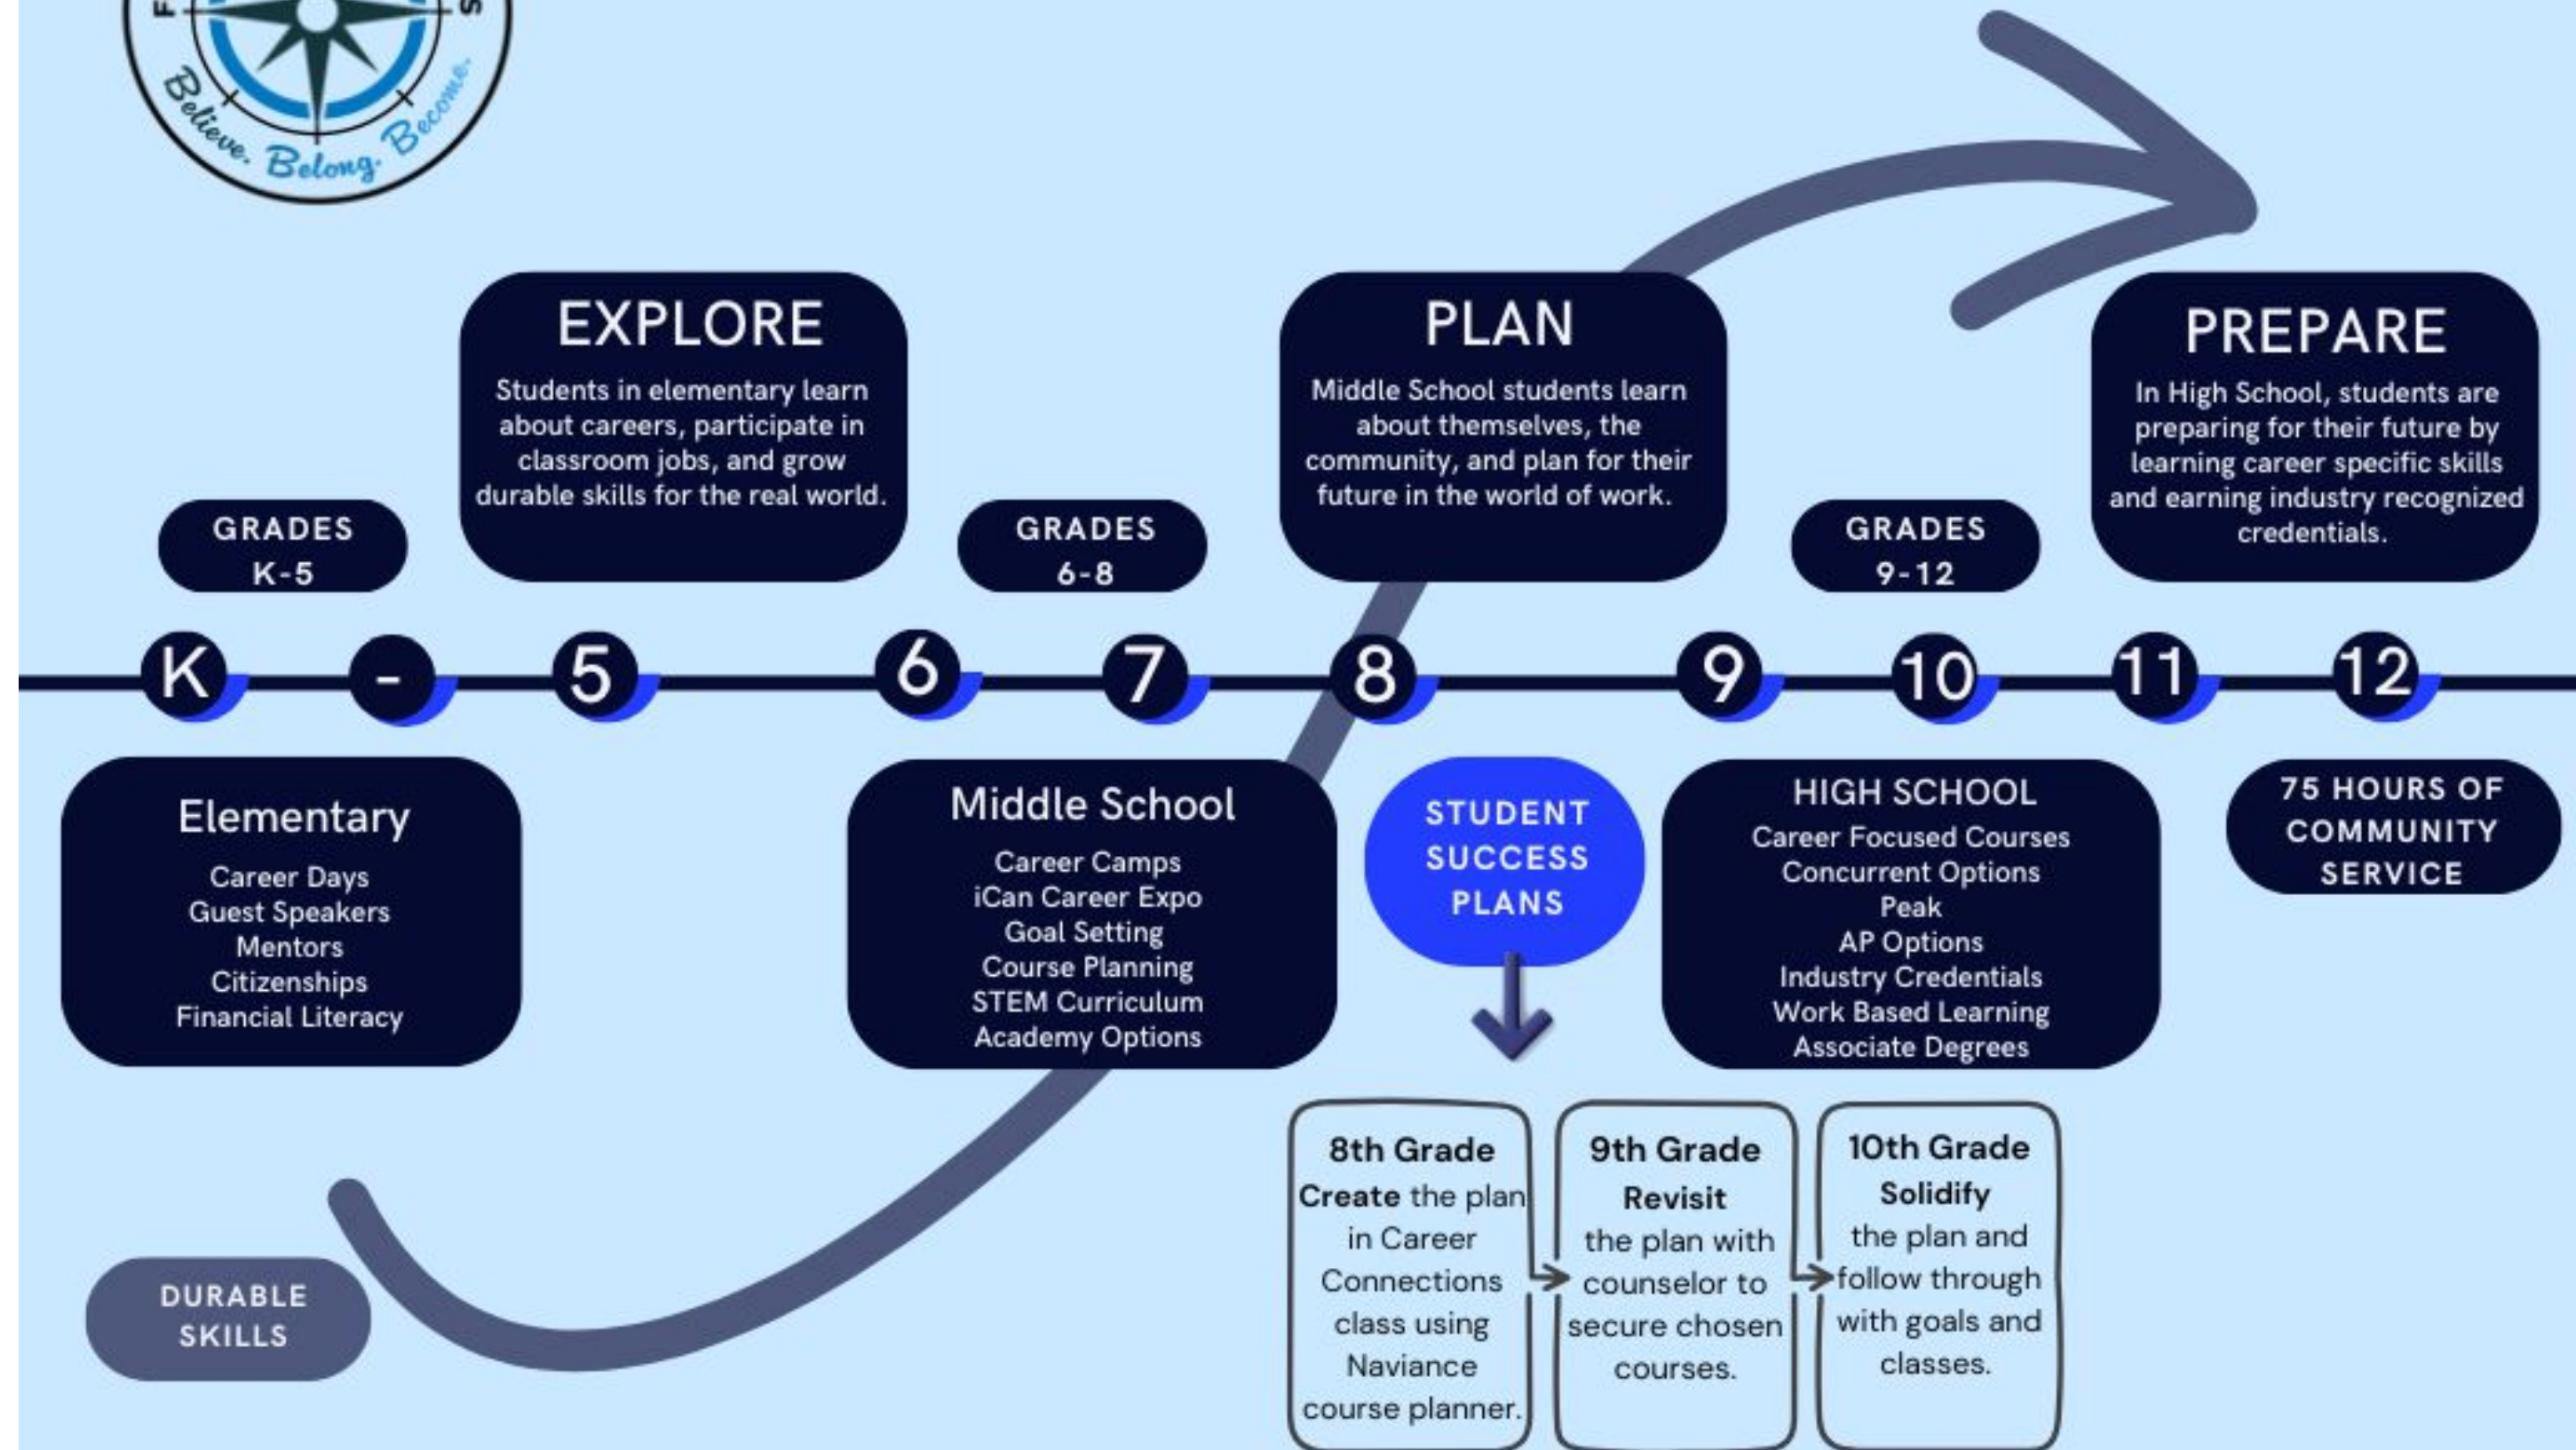 F
S
Believe. Belong. Become.
EXPLORE
Students in elementary learn
about careers, participate in
classroom jobs, and grow
durable skills for the real world.
PLAN
Middle School students learn
about themselves, the
community, and plan for their
future in the world of work.
PREPARE
In High School, students are
preparing for their future by
learning career specific skills
and earning industry recognized
credentials.
GRADES
K-5
GRADES
6-8
GRADES
9-12
K - 5 6 7 8 9 10 11 12
Elementary
Career Days
Guest Speakers
Mentors
Citizenships
Financial Literacy
Middle School
Career Camps
iCan Career Expo
Goal Setting
Course Planning
STEM Curriculum
Academy Options
STUDENT
SUCCESS
PLANS
HIGH SCHOOL
Career Focused Courses
Concurrent Options
Peak
AP Options
Industry Credentials
Work Based Learning
Associate Degrees
75 HOURS OF
COMMUNITY
SERVICE
DURABLE
SKILLS
8th Grade
Create the plan
in Career
Connections
class using
Naviance
course planner.
9th Grade
Revisit
the plan with
counselor to
secure chosen
courses.
10th Grade
Solidify
the plan and
follow through
with goals and
classes.